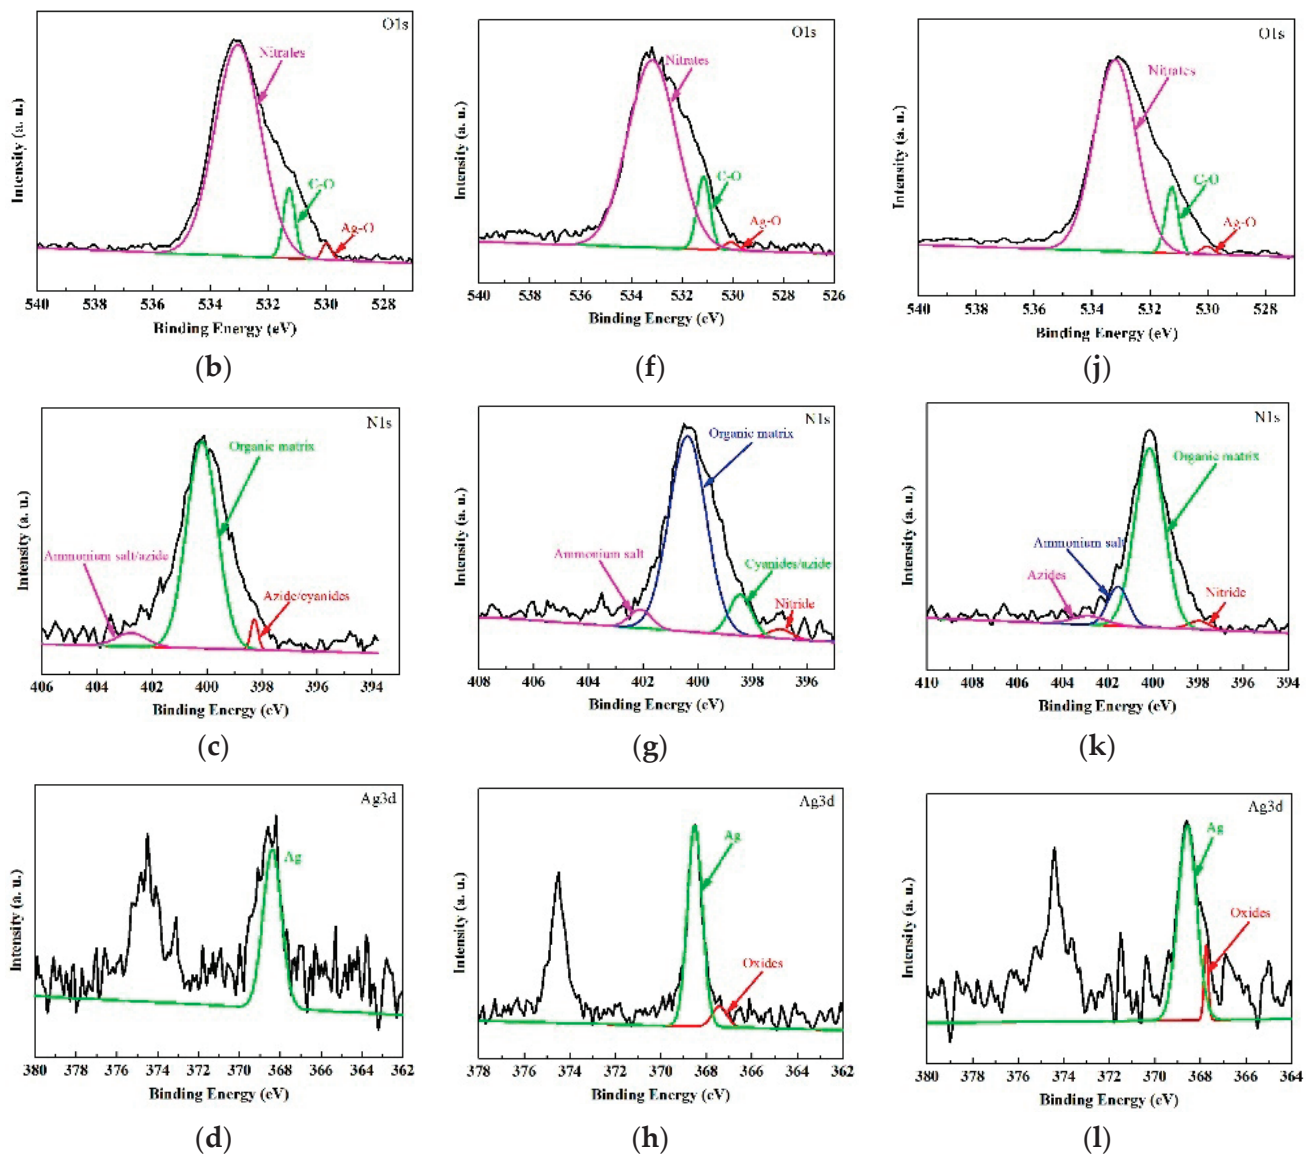 O1s
Nitrates
C-O
Ag-O
Intensity (a. u.)
540 538 536 534 532 530 528
Binding Energy (eV)
(b)
O1s
Nitrates
C-O
Ag-O
Intensity (a. u.)
540 538 536 534 532 530 528 526
Binding Energy (eV)
(f)
O1s
Nitrates
C-O
Ag-O
Intensity (a. u.)
540 538 536 534 532 530 528
Binding Energy (eV)
(j)
N1s
Organic matrix
Ammonium salt/azide
Azide/cyanides
Intensity (a. u.)
406 404 402 400 398 396 394
Binding Energy (eV)
(c)
N1s
Organic matrix
Ammonium salt
Cyanides/azide
Nitride
Intensity (a. u.)
408 406 404 402 400 398 396
Binding Energy (eV)
(g)
N1s
Organic matrix
Ammonium salt
Azides
Nitride
Intensity (a. u.)
410 408 406 404 402 400 398 396 394
Binding Energy (eV)
(k)
Ag3d
Ag
Intensity (a. u.)
380 378 376 374 372 370 368 366 364 362
Binding Energy (eV)
(d)
Ag3d
Ag
Oxides
Intensity (a. u.)
378 376 374 372 370 368 366 364 362
Binding Energy (eV)
(h)
Ag3d
Ag
Oxides
Intensity (a. u.)
380 378 376 374 372 370 368 366 364
Binding Energy (eV)
(l)